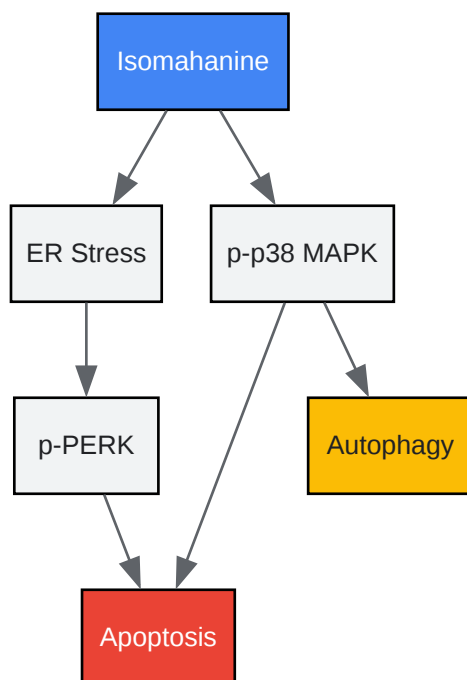 Isomahanine
ER Stress
p-p38 MAPK
p-PERK
Autophagy
Apoptosis